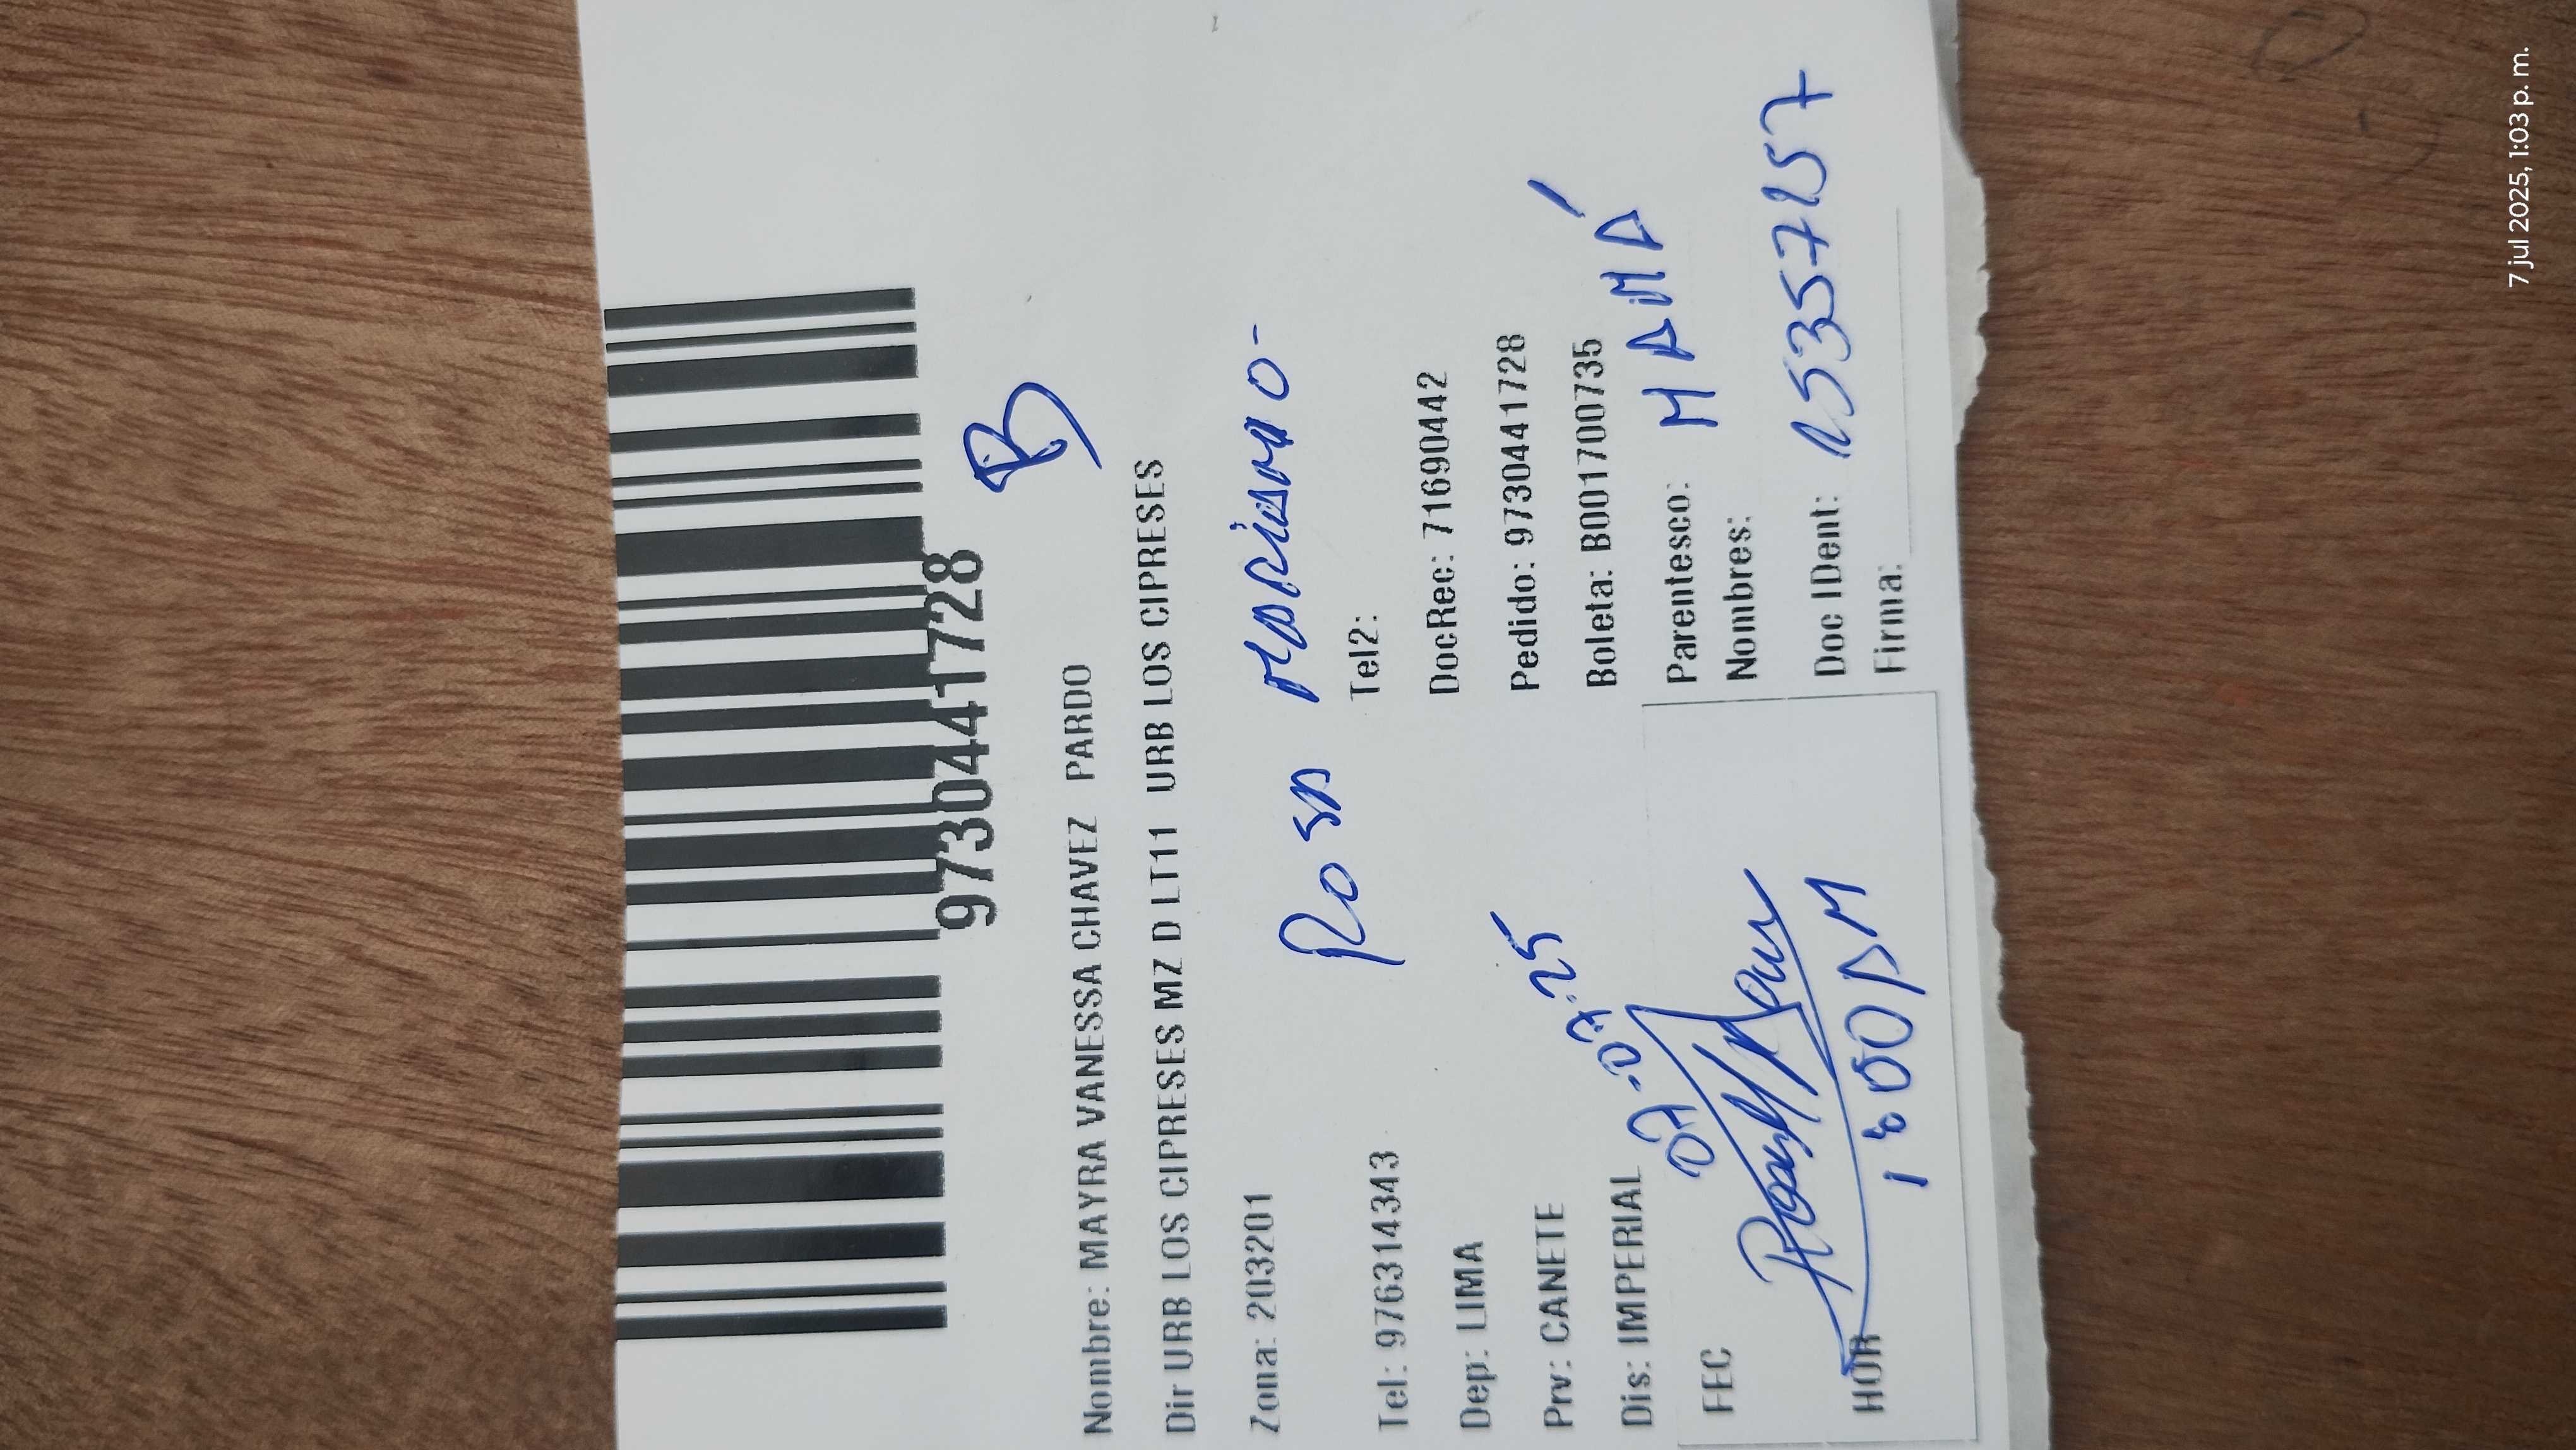 9730441728
B
Nombre: MAYRA VANESSA CHAVEZ PARDO
Dir URB LOS CIPRESES MZ D LT11 URB LOS CIPRESES
Zona: 203201
Rosa Mariano-
Tel: 976314343 Tel2:
Dep: LIMA DocRec: 71690442
Prv: CANETE Pedido: 9730441728
Dis: IMPERIAL Boleta: B001700735
07-07-25
FEC Parentesco: MAMÁ
Nombres:
HOR 1:00 AM Doc IDent: 15357157
Firma:
7 jul 2025, 1:03 p. m.